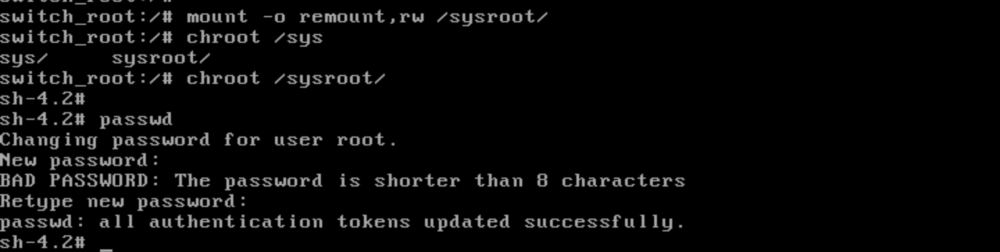 switch_root:/#
switch_root:/# mount -o remount,rw /sysroot/
switch_root:/# chroot /sys
sys/     sysroot/
switch_root:/# chroot /sysroot/
sh-4.2#
sh-4.2# passwd
Changing password for user root.
New password:
BAD PASSWORD: The password is shorter than 8 characters
Retype new password:
passwd: all authentication tokens updated successfully.
sh-4.2# _